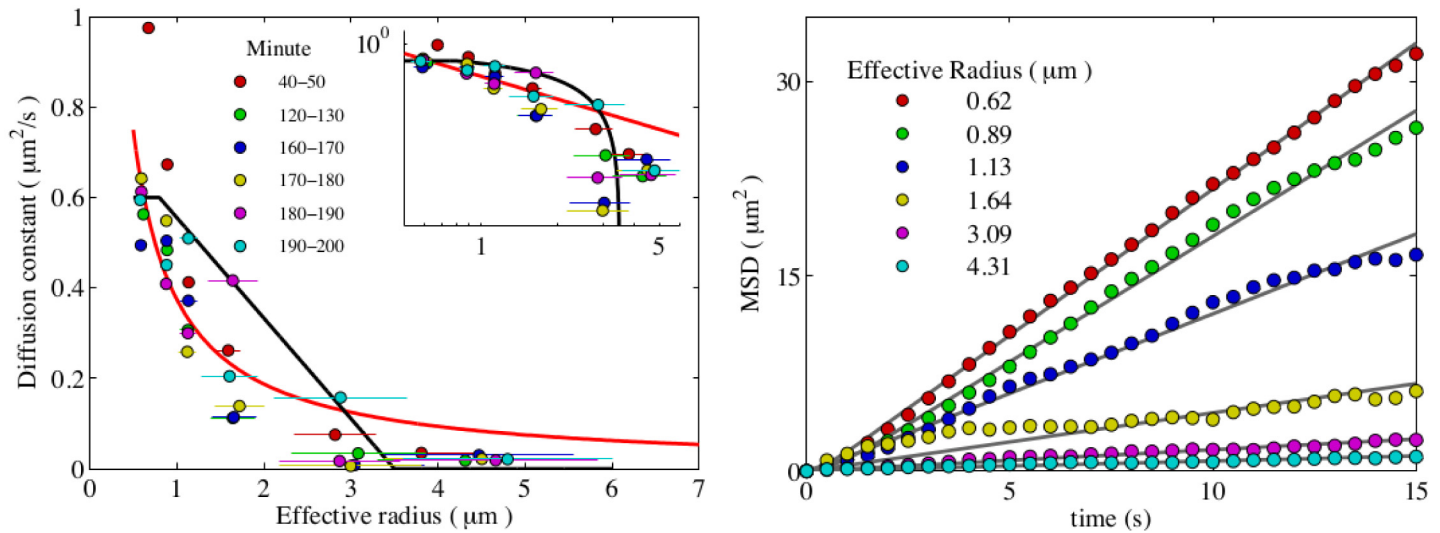 1
0.8
0.6
0.4
0.2
0
0 1 2 3 4 5 6 7
Diffusion constant ( μm²/s )
Effective radius ( μm )
Minute
40−50
120−130
160−170
170−180
180−190
190−200
10⁰
1 5
30
15
0
0 5 10 15
MSD ( μm² )
time (s)
Effective Radius ( μm )
0.62
0.89
1.13
1.64
3.09
4.31